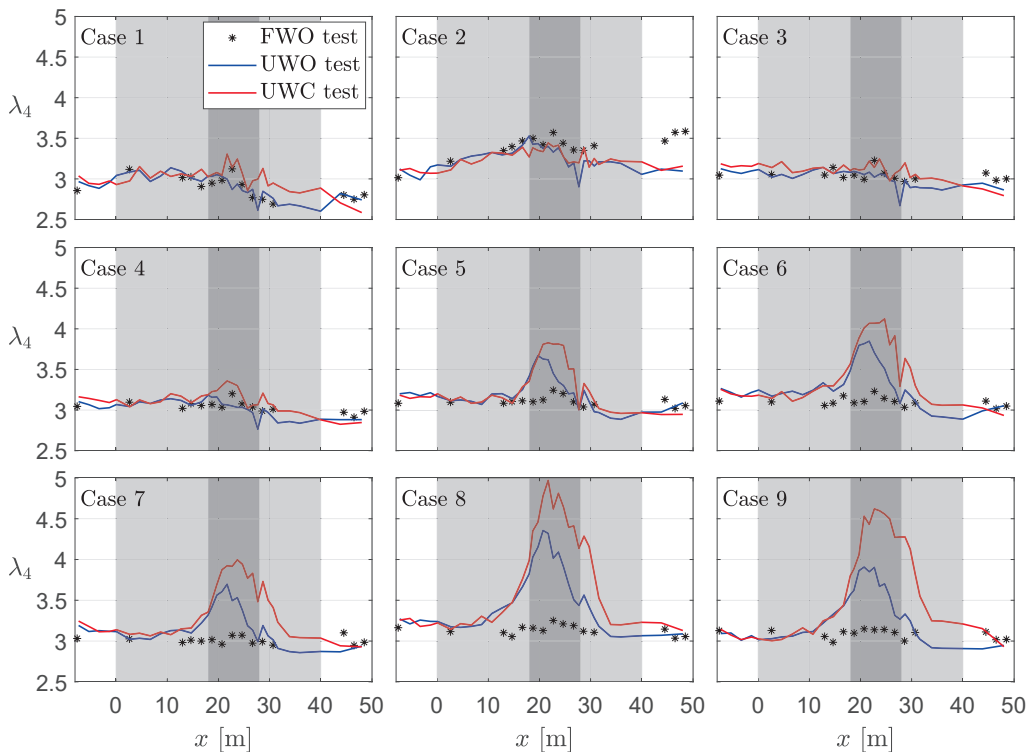 5 Case 1 Case 2 Case 3
4.5 FWO test
4 UWO test
λ4 UWC test
3.5
3
2.5
5 Case 4 Case 5 Case 6
4.5
4
λ4
3.5
3
2.5
5 Case 7 Case 8 Case 9
4.5
4
λ4
3.5
3
2.5
0 10 20 30 40 50 0 10 20 30 40 50 0 10 20 30 40 50
x [m] x [m] x [m]